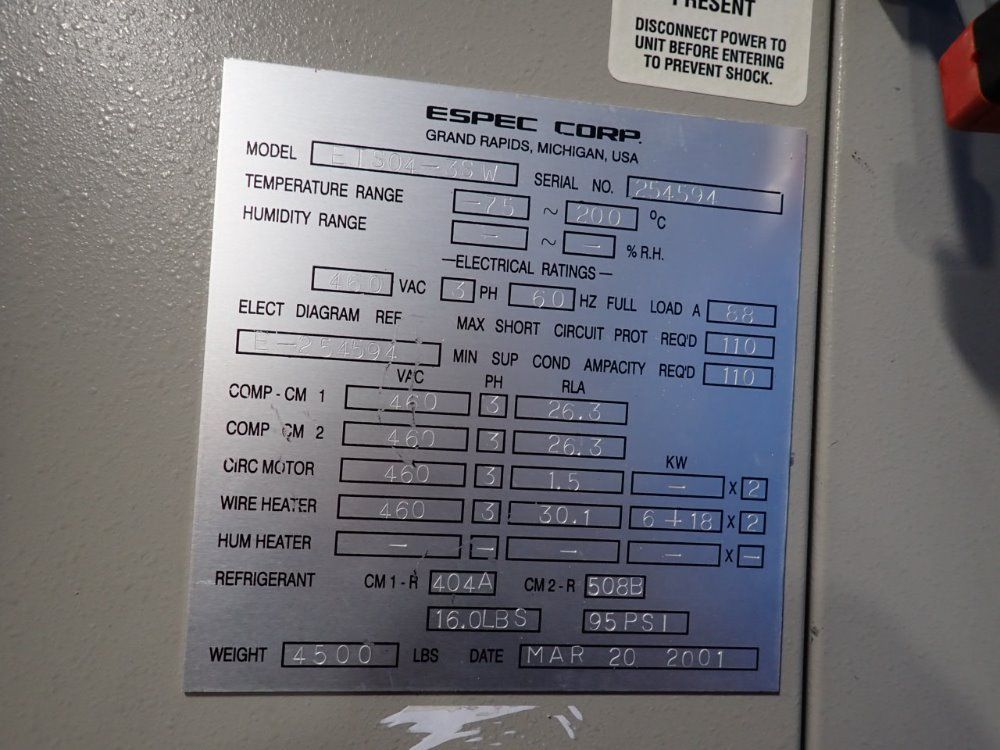 PRESENT
DISCONNECT POWER TO
UNIT BEFORE ENTERING
TO PREVENT SHOCK.
ESPEC CORP.
GRAND RAPIDS, MICHIGAN, USA
MODEL ETS04-3SW SERIAL NO. 254594
TEMPERATURE RANGE -75 ~ 200 °C
HUMIDITY RANGE - ~ - % R.H.
—ELECTRICAL RATINGS—
460 VAC 3 PH 60 HZ FULL LOAD A 88
ELECT DIAGRAM REF MAX SHORT CIRCUIT PROT REQ'D 110
E-254594 MIN SUP COND AMPACITY REQ'D 110
VAC PH RLA
COMP-CM 1 460 3 26.3
COMP CM 2 460 3 26.3
KW
CIRC MOTOR 460 3 1.5 - X 2
WIRE HEATER 460 3 30.1 6+18 X 2
HUM HEATER - - - - X -
REFRIGERANT CM1-R 404A CM2-R 508B
16.0LBS 95PSI
WEIGHT 4500 LBS DATE MAR 20 2001